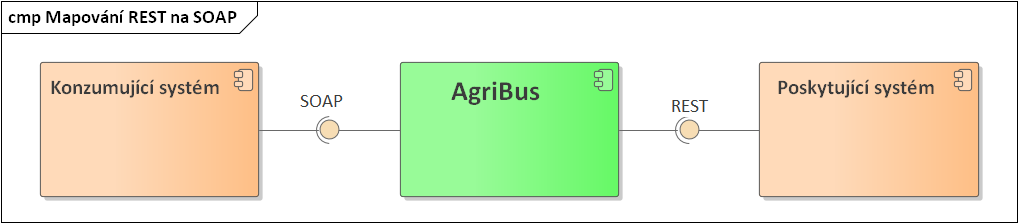 cmp Mapování REST na SOAP
Konzumující systém
SOAP
AgriBus
REST
Poskytující systém